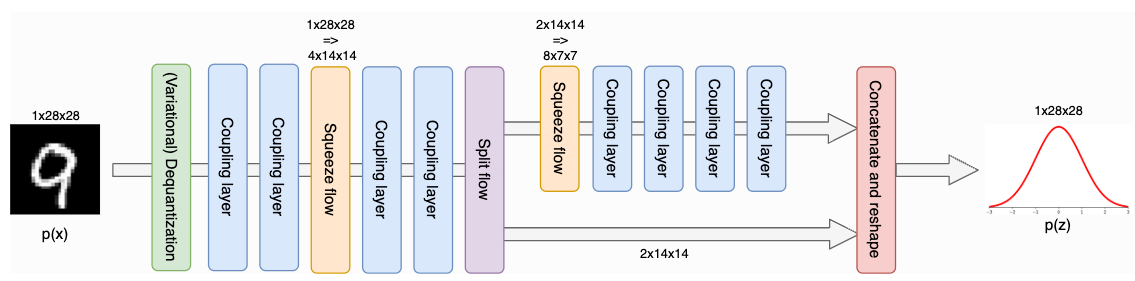 1x28x28
p(x)
(Variational) Dequantization
Coupling layer
Coupling layer
1x28x28
=>
4x14x14
Squeeze flow
Coupling layer
Coupling layer
Split flow
2x14x14
=>
8x7x7
Squeeze flow
Coupling layer
Coupling layer
Coupling layer
Coupling layer
2x14x14
Concatenate and reshape
1x28x28
-3 -2 -1 0 1 2 3
p(z)